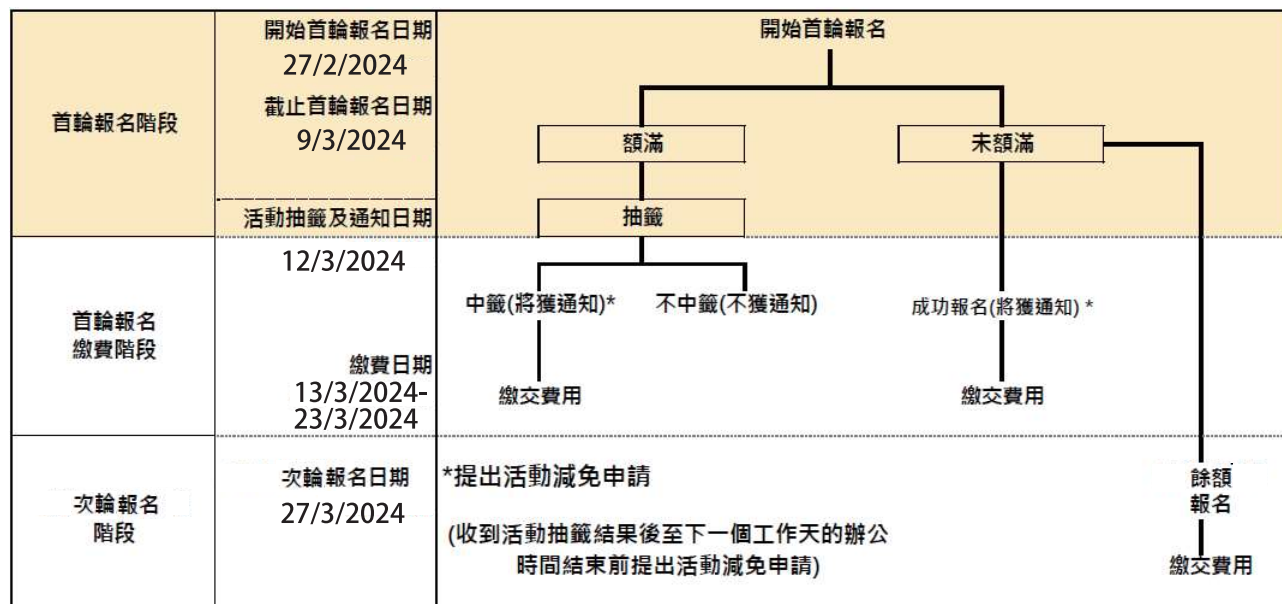 首輪報名階段
開始首輪報名日期
27/2/2024
截止首輪報名日期
9/3/2024
活動抽籤及通知日期
12/3/2024
開始首輪報名
額滿
未額滿
抽籤
首輪報名
繳費階段
繳費日期
13/3/2024-
23/3/2024
中籤(將獲通知)*
不中籤(不獲通知)
成功報名(將獲通知) *
繳交費用
繳交費用
次輪報名
階段
次輪報名日期
27/3/2024
*提出活動減免申請
(收到活動抽籤結果後至下一個工作天的辦公
時間結束前提出活動減免申請)
餘額
報名
繳交費用